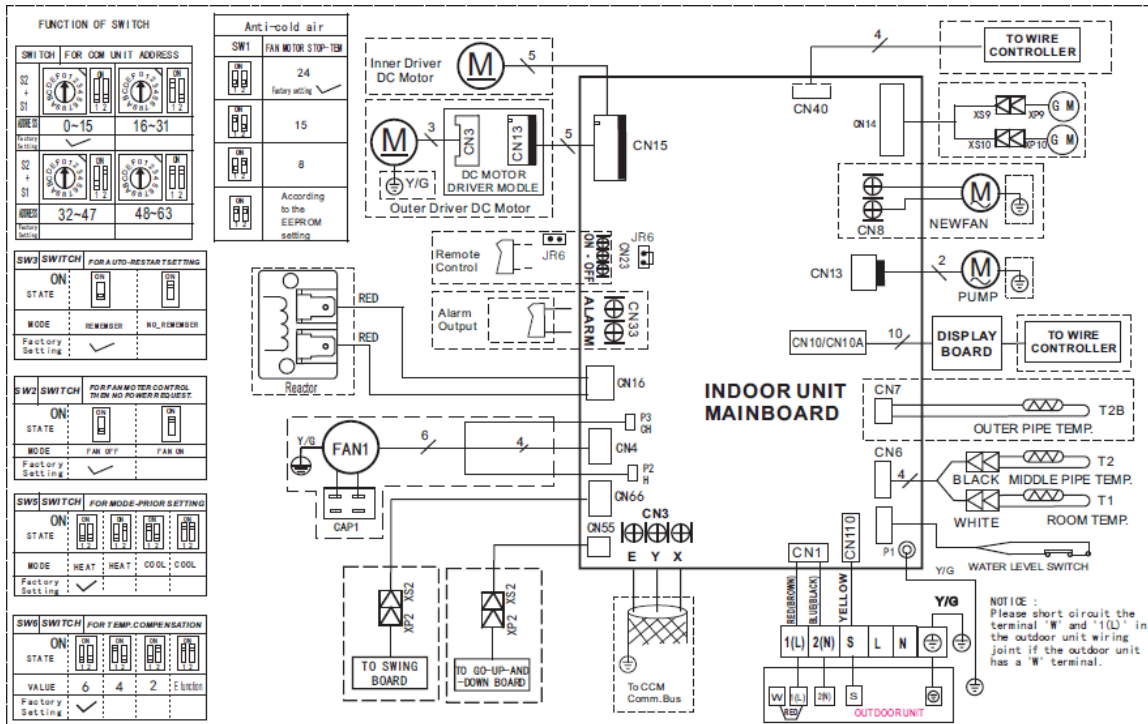 FUNCTION OF SWITCH
SWITCH FOR CCM UNIT ADDRESS
S2 + S1
ADDRESS 0~15 16~31
Factory Setting
S2 + S1
ADDRESS 32~47 48~63
Factory Setting
SW3 SWITCH FOR AUTO-RESTART SETTING
ON
STATE
MODE REMEMBER NO_REMEMBER
Factory Setting
SW2 SWITCH FOR FAN MOTER CONTROL THEN NO POWER REQUEST.
ON
STATE
MODE FAN OFF FAN ON
Factory Setting
SW5 SWITCH FOR MODE-PRIOR SETTING
ON
STATE
MODE HEAT HEAT COOL COOL
Factory Setting
SW6 SWITCH FOR TEMP.COMPENSATION
ON
STATE
VALUE 6 4 2 E function
Factory Setting
Anti-cold air
SW1 FAN MOTOR STOP-TEM
24
Factory setting
15
8
According
to the
EEPROM
setting
Inner Driver
DC Motor
M
5
M
3
CN3
CN13
5
CN15
Y/G
DC MOTOR
DRIVER MODLE
Outer Driver DC Motor
Remote
Control
JR6
ON - OFF
CN23
JR6
Alarm
Output
ALARM
CN33
RED
RED
Reactor
CN16
Y/G
FAN1
6
4
P3
CH
CN4
P2
H
CAP1
CN66
CN55
XP2 XS2
TO SWING
BOARD
XP2 XS2
TO GO-UP-AND
-DOWN BOARD
CN3
E Y X
To CCM
Comm. Bus
INDOOR UNIT
MAINBOARD
4
TO WIRE
CONTROLLER
CN40
CN14
XS9 XP9
G M
XS10 XP10
G M
CN8
M
NEWFAN
CN13
2
M
PUMP
CN10/CN10A
10
DISPLAY
BOARD
TO WIRE
CONTROLLER
CN7
T2B
OUTER PIPE TEMP.
CN6
4
T2
BLACK MIDDLE PIPE TEMP.
T1
WHITE ROOM TEMP.
P1
WATER LEVEL SWITCH
Y/G
CN1
CN110
RED(BROWN)
BLUE(BLACK)
YELLOW
Y/G
1(L) 2(N) S L N
W 1(L) 2(N) S
RED
OUTDOOR UNIT
NOTICE :
Please short circuit the
terminal 'W' and '1(L)' in
the outdoor unit wiring
joint if the outdoor unit
has a 'W' terminal.